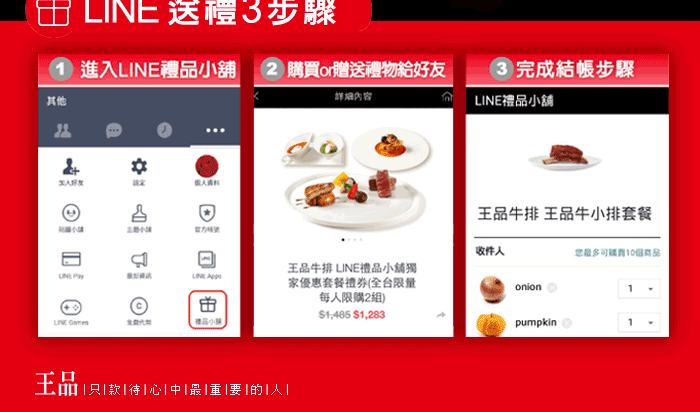 LINE 送禮3步驟
1 進入LINE禮品小舖
其他
加入好友
設定
個人資料
貼圖小舖
主題小舖
官方帳號
LINE Pay
最新資訊
LINE Apps
LINE Games
免費代幣
禮品小舖
2 購買or贈送禮物給好友
詳細內容
王品牛排 LINE禮品小舖獨
家優惠套餐禮券(全台限量
每人限購2組)
$1,485 $1,283
3 完成結帳步驟
LINE禮品小舖
王品牛排 王品牛小排套餐
收件人
您最多可購買10個商品
onion
1
pumpkin
1
王品 |只|款|待|心|中|最|重|要|的|人|